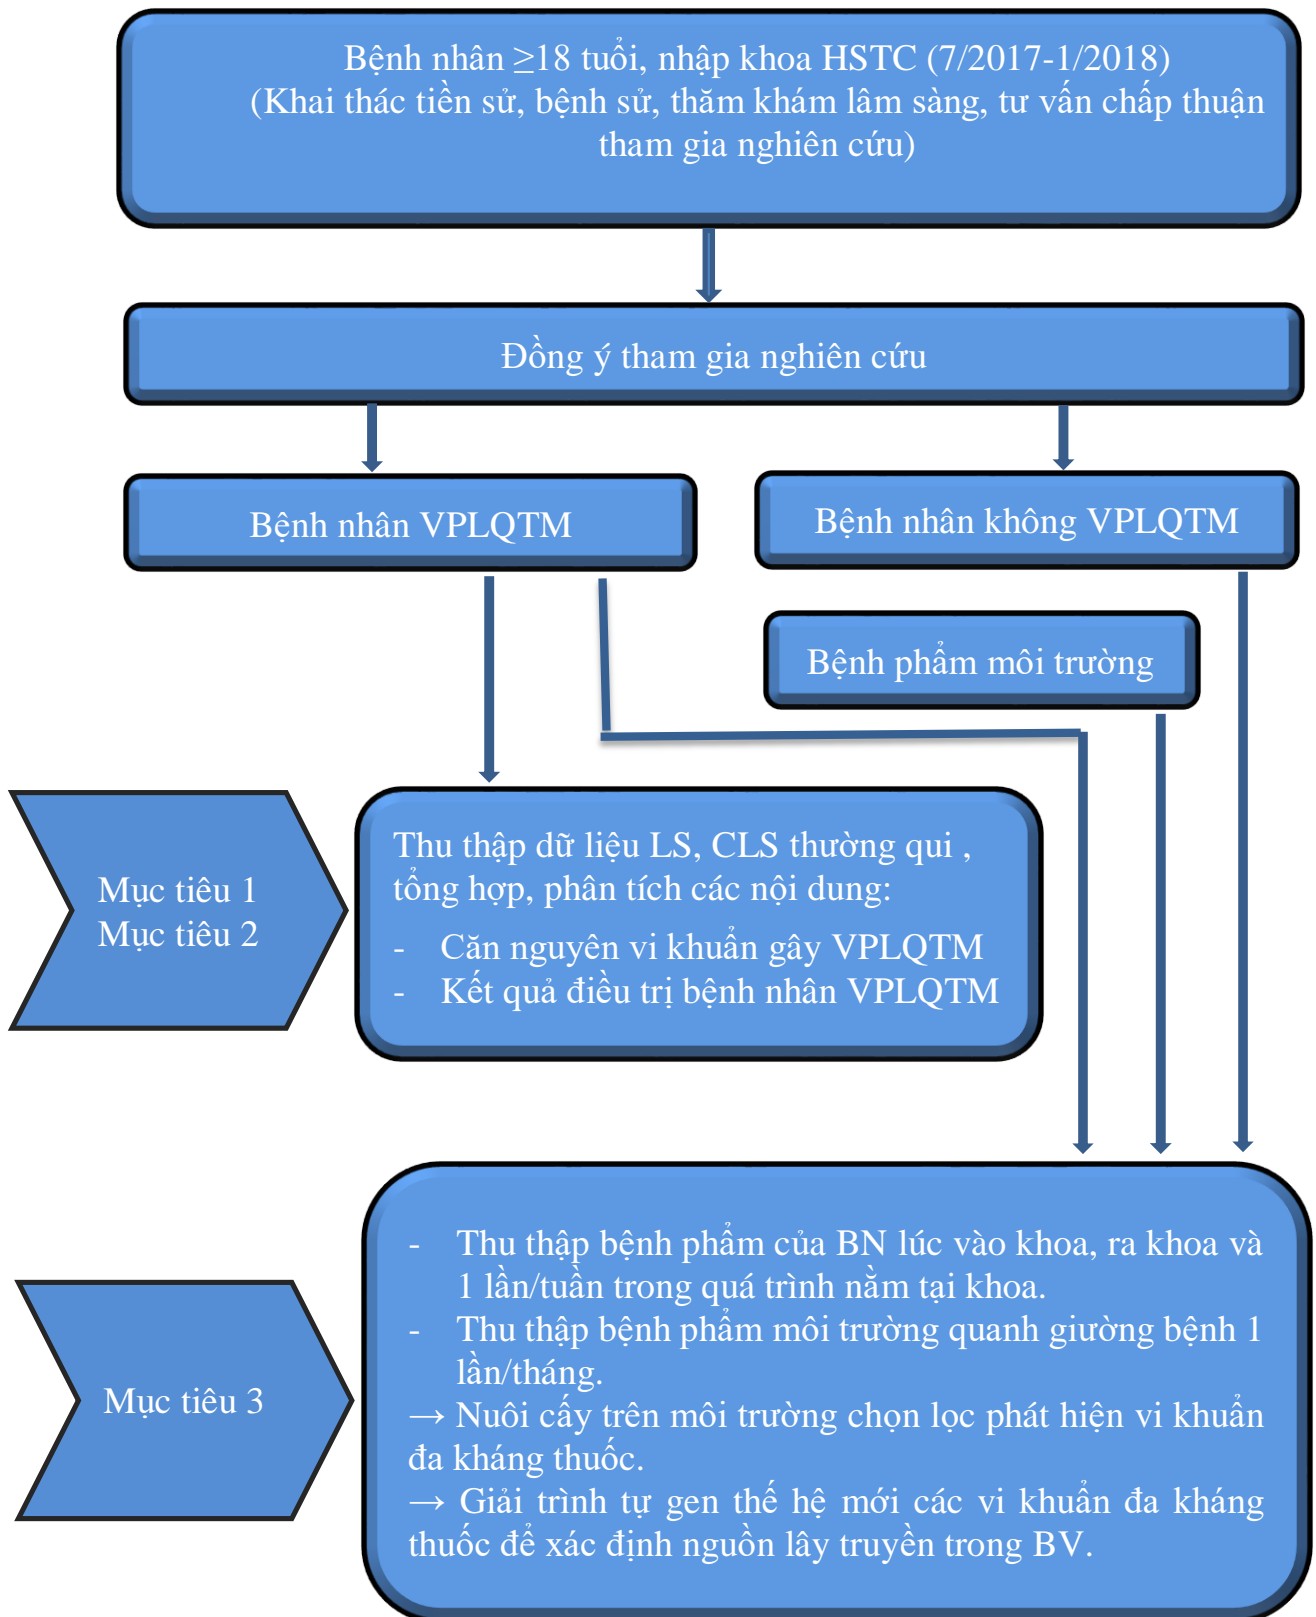 Bệnh nhân ≥18 tuổi, nhập khoa HSTC (7/2017-1/2018)
(Khai thác tiền sử, bệnh sử, thăm khám lâm sàng, tư vấn chấp thuận
tham gia nghiên cứu)
Đồng ý tham gia nghiên cứu
Bệnh nhân VPLQTM
Bệnh nhân không VPLQTM
Bệnh phẩm môi trường
Mục tiêu 1
Mục tiêu 2
Thu thập dữ liệu LS, CLS thường qui ,
tổng hợp, phân tích các nội dung:
- Căn nguyên vi khuẩn gây VPLQTM
- Kết quả điều trị bệnh nhân VPLQTM
Mục tiêu 3
- Thu thập bệnh phẩm của BN lúc vào khoa, ra khoa và
1 lần/tuần trong quá trình nằm tại khoa.
- Thu thập bệnh phẩm môi trường quanh giường bệnh 1
lần/tháng.
→ Nuôi cấy trên môi trường chọn lọc phát hiện vi khuẩn
đa kháng thuốc.
→ Giải trình tự gen thế hệ mới các vi khuẩn đa kháng
thuốc để xác định nguồn lây truyền trong BV.